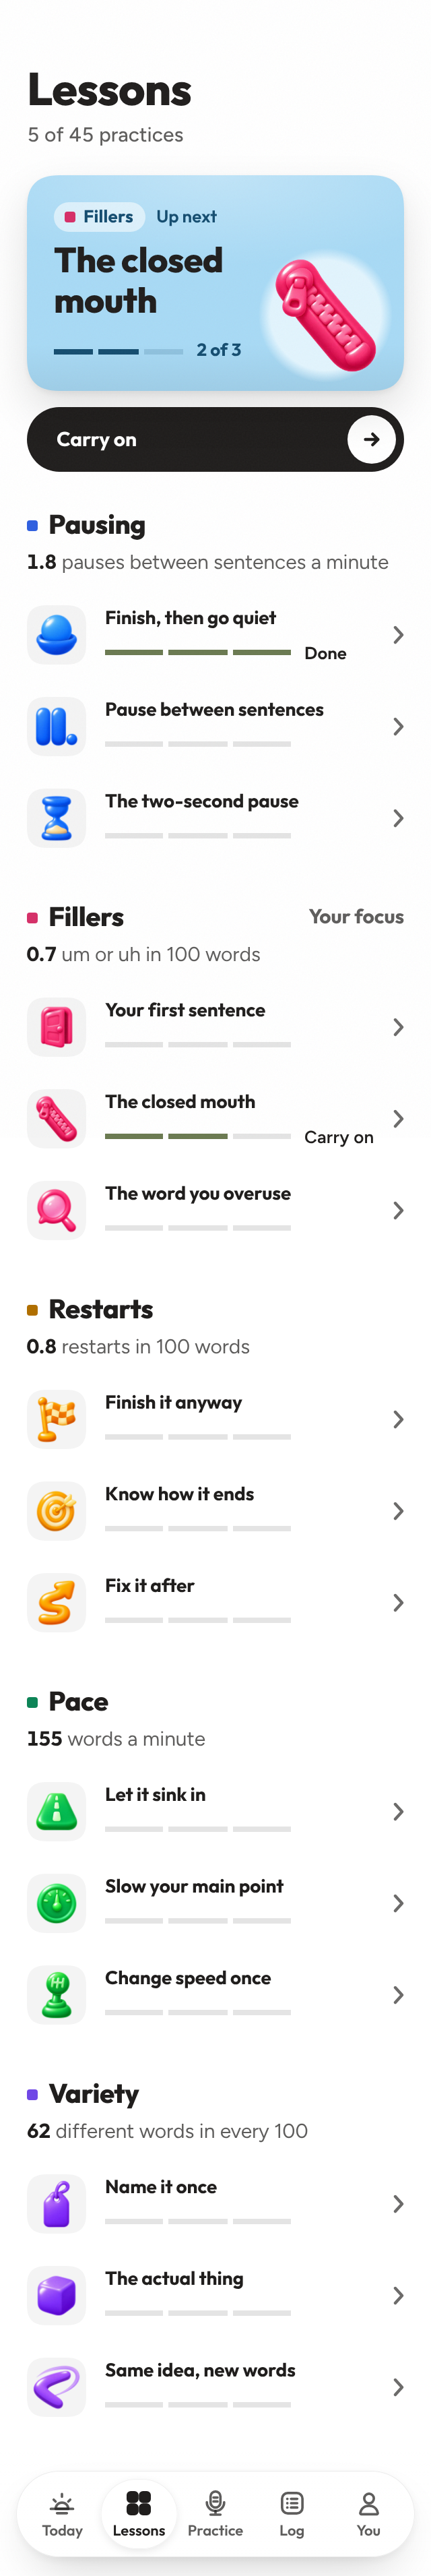 Lessons
5 of 45 practices
Fillers Up next
The closed
mouth
2 of 3
Carry on
Pausing
1.8 pauses between sentences a minute
Finish, then go quiet
Done
Pause between sentences
The two-second pause
Fillers Your focus
0.7 um or uh in 100 words
Your first sentence
The closed mouth
Carry on
The word you overuse
Restarts
0.8 restarts in 100 words
Finish it anyway
Know how it ends
Fix it after
Pace
155 words a minute
Let it sink in
Slow your main point
Change speed once
Variety
62 different words in every 100
Name it once
The actual thing
Same idea, new words
Today Lessons Practice Log You